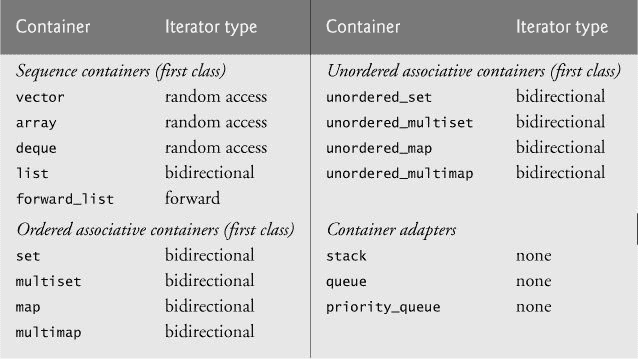 Container Iterator type
Sequence containers (first class)
vector random access
array random access
deque random access
list bidirectional
forward_list forward
Ordered associative containers (first class)
set bidirectional
multiset bidirectional
map bidirectional
multimap bidirectional
Container Iterator type
Unordered associative containers (first class)
unordered_set bidirectional
unordered_multiset bidirectional
unordered_map bidirectional
unordered_multimap bidirectional
Container adapters
stack none
queue none
priority_queue none